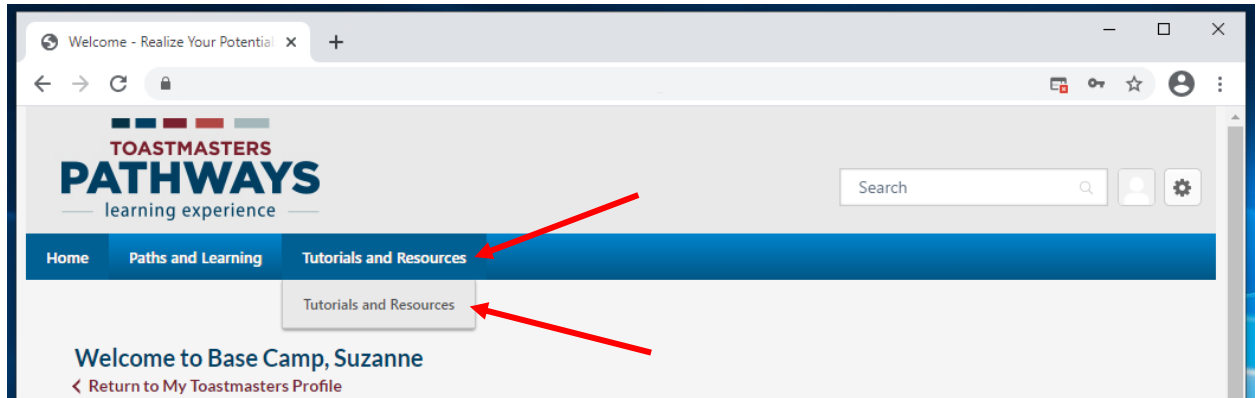 Welcome - Realize Your Potential
TOASTMASTERS
PATHWAYS
learning experience
Search
Home Paths and Learning Tutorials and Resources
Tutorials and Resources
Welcome to Base Camp, Suzanne
Return to My Toastmasters Profile